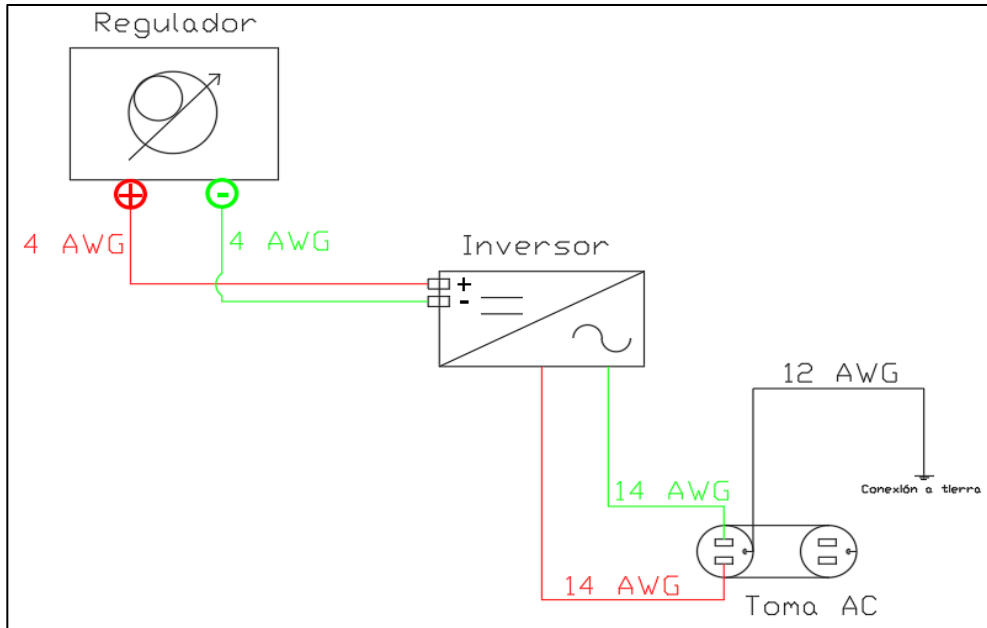 Regulador
+
-
4 AWG
4 AWG
Inversor
+
-
12 AWG
Conexión a tierra
14 AWG
14 AWG
Toma AC